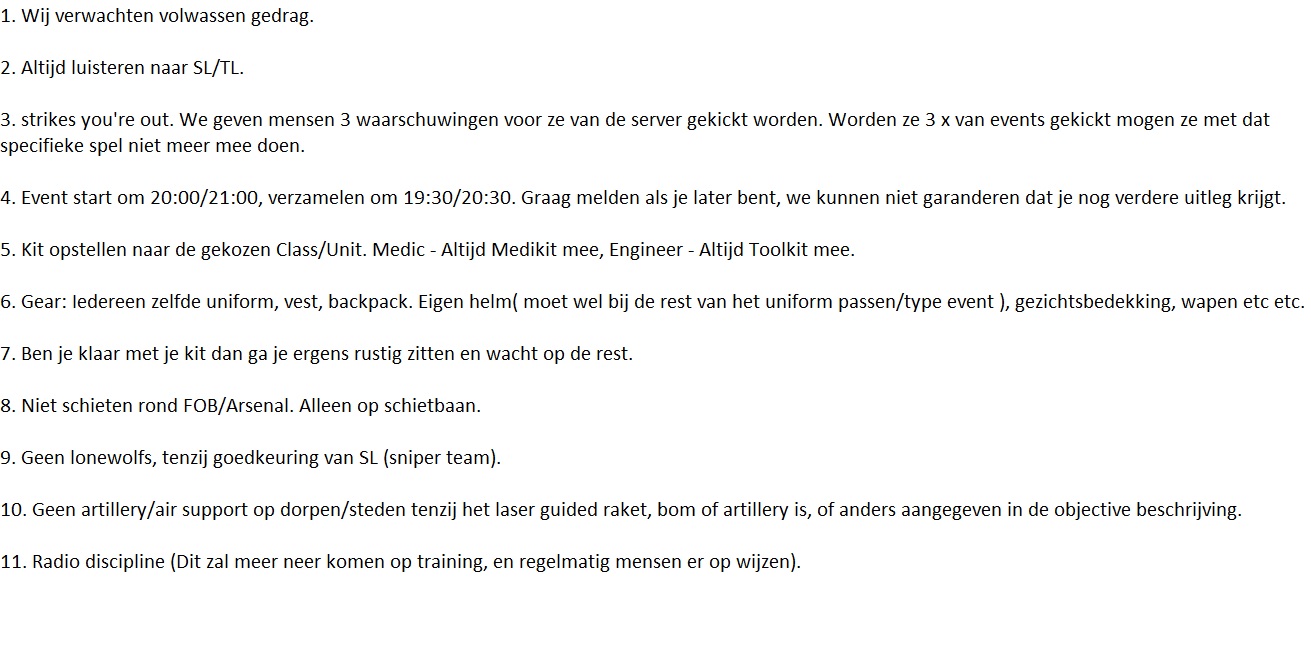 1. Wij verwachten volwassen gedrag.
2. Altijd luisteren naar SL/TL.
3. strikes you're out. We geven mensen 3 waarschuwingen voor ze van de server gekickt worden. Worden ze 3 x van events gekickt mogen ze met dat
specifieke spel niet meer mee doen.
4. Event start om 20:00/21:00, verzamelen om 19:30/20:30. Graag melden als je later bent, we kunnen niet garanderen dat je nog verdere uitleg krijgt.
5. Kit opstellen naar de gekozen Class/Unit. Medic - Altijd Medikit mee, Engineer - Altijd Toolkit mee.
6. Gear: Iedereen zelfde uniform, vest, backpack. Eigen helm( moet wel bij de rest van het uniform passen/type event ), gezichtsbedekking, wapen etc etc.
7. Ben je klaar met je kit dan ga je ergens rustig zitten en wacht op de rest.
8. Niet schieten rond FOB/Arsenal. Alleen op schietbaan.
9. Geen lonewolfs, tenzij goedkeuring van SL (sniper team).
10. Geen artillery/air support op dorpen/steden tenzij het laser guided raket, bom of artillery is, of anders aangegeven in de objective beschrijving.
11. Radio discipline (Dit zal meer neer komen op training, en regelmatig mensen er op wijzen).